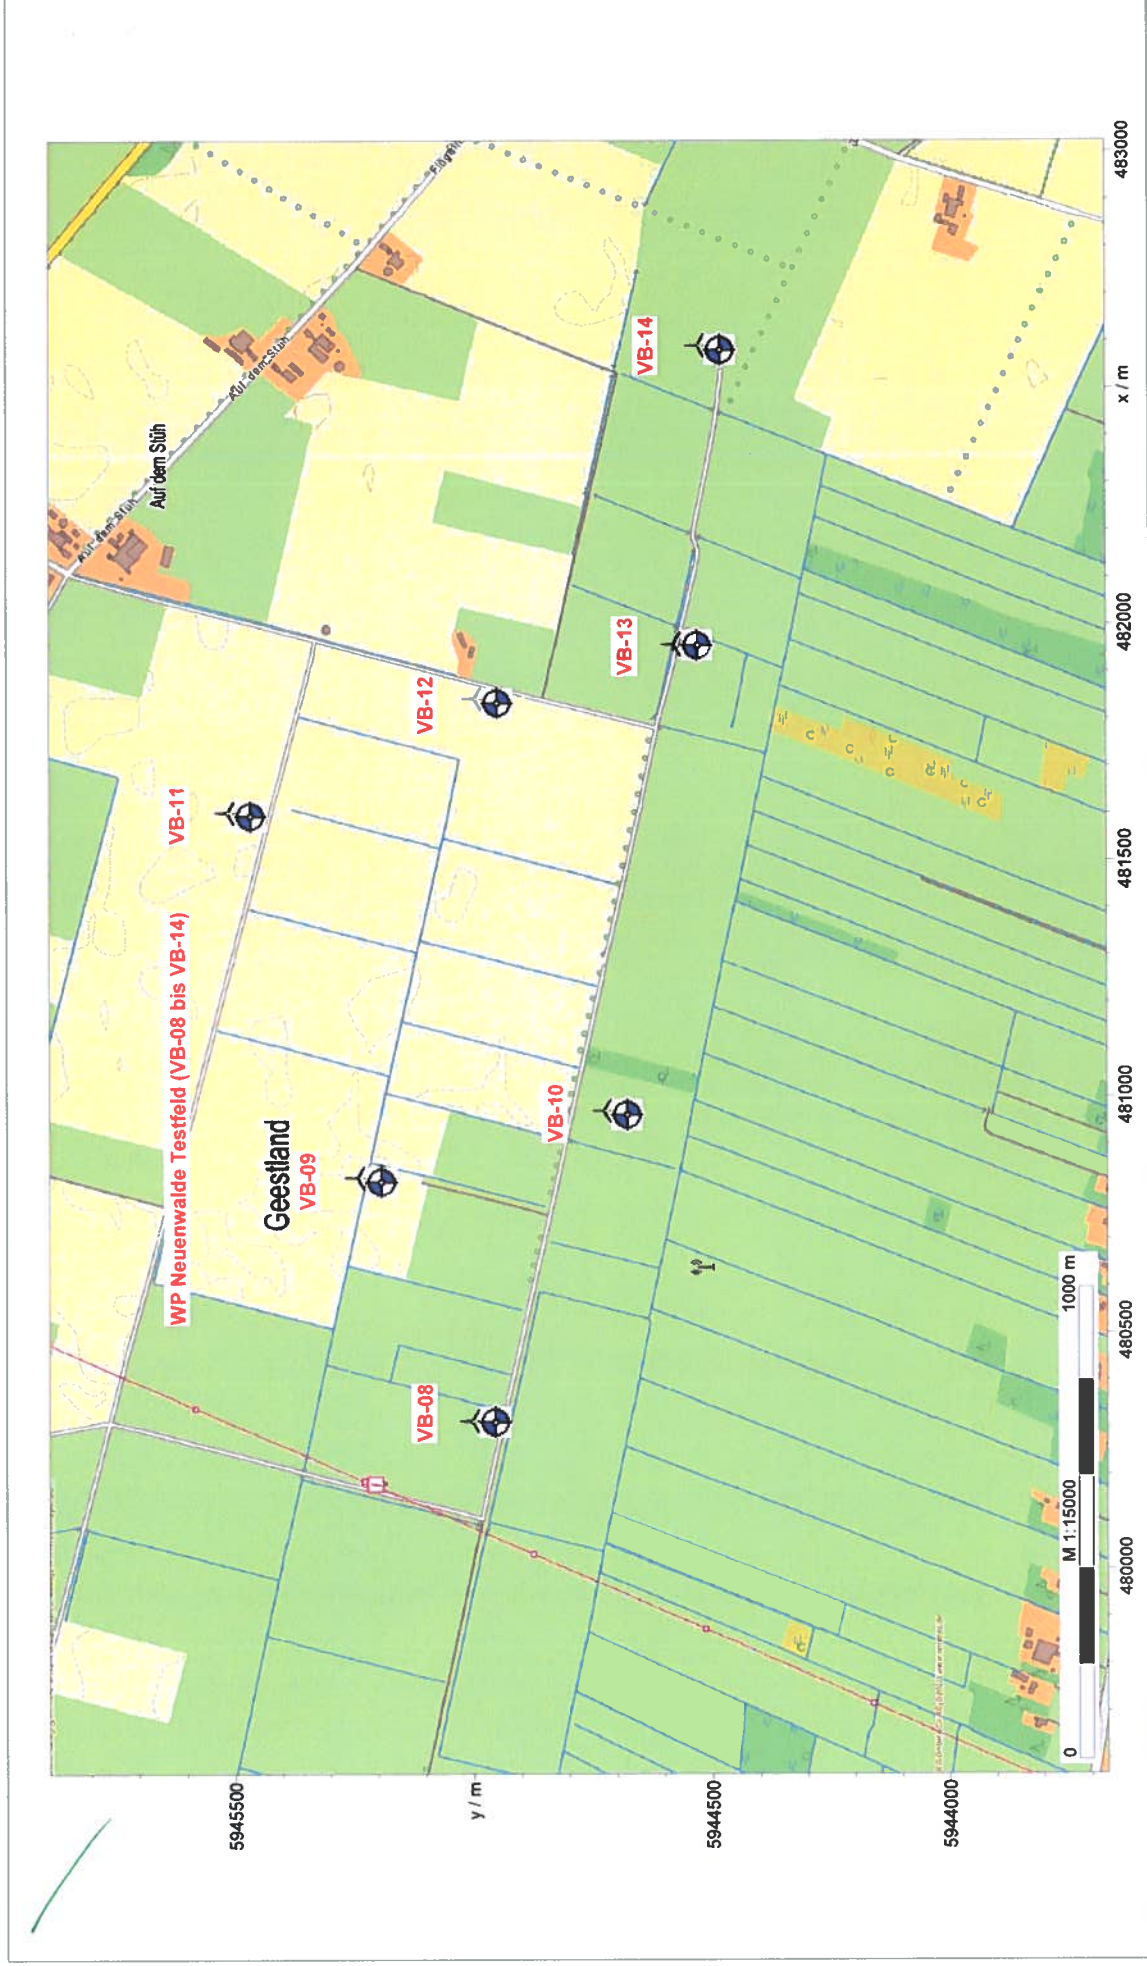 WP Neuenwalde Testfeld (VB-08 bis VB-14)
Auf dem Stüh
Auf dem Stüh
Auf dem Stüh
Geestland
VB-08
VB-09
VB-10
VB-11
VB-12
VB-13
VB-14
5945500
y / m
5944500
5944000
480000
480500
481000
481500
482000
x / m
483000
M 1:15000
0
1000 m